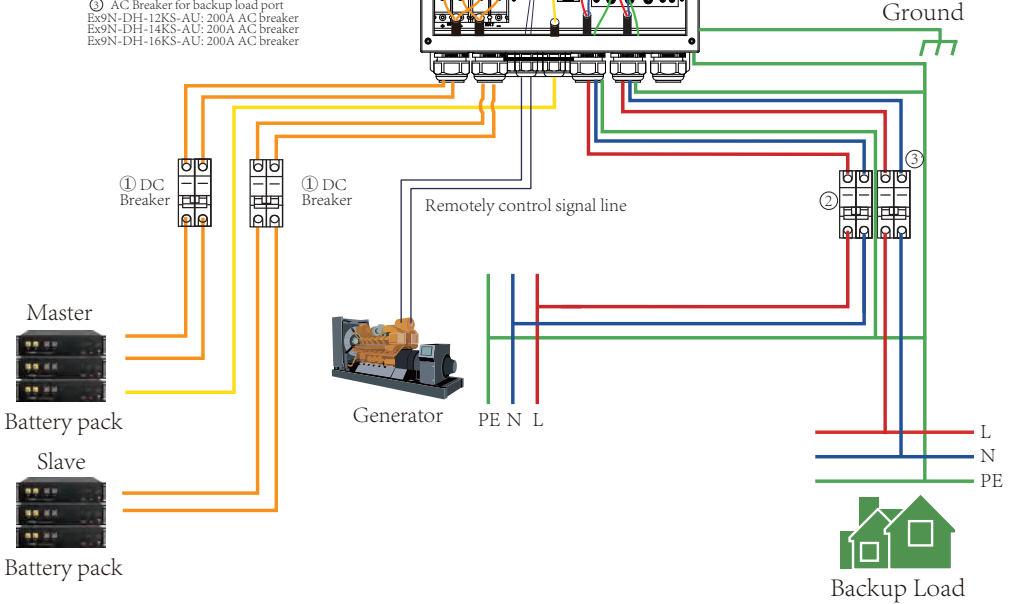 ③ AC Breaker for backup load port
Ex9N-DH-12KS-AU: 200A AC breaker
Ex9N-DH-14KS-AU: 200A AC breaker
Ex9N-DH-16KS-AU: 200A AC breaker
Ground
① DC
Breaker
① DC
Breaker
③
②
Remotely control signal line
Master
Battery pack
Generator
PE N L
L
N
PE
Slave
Battery pack
Backup Load